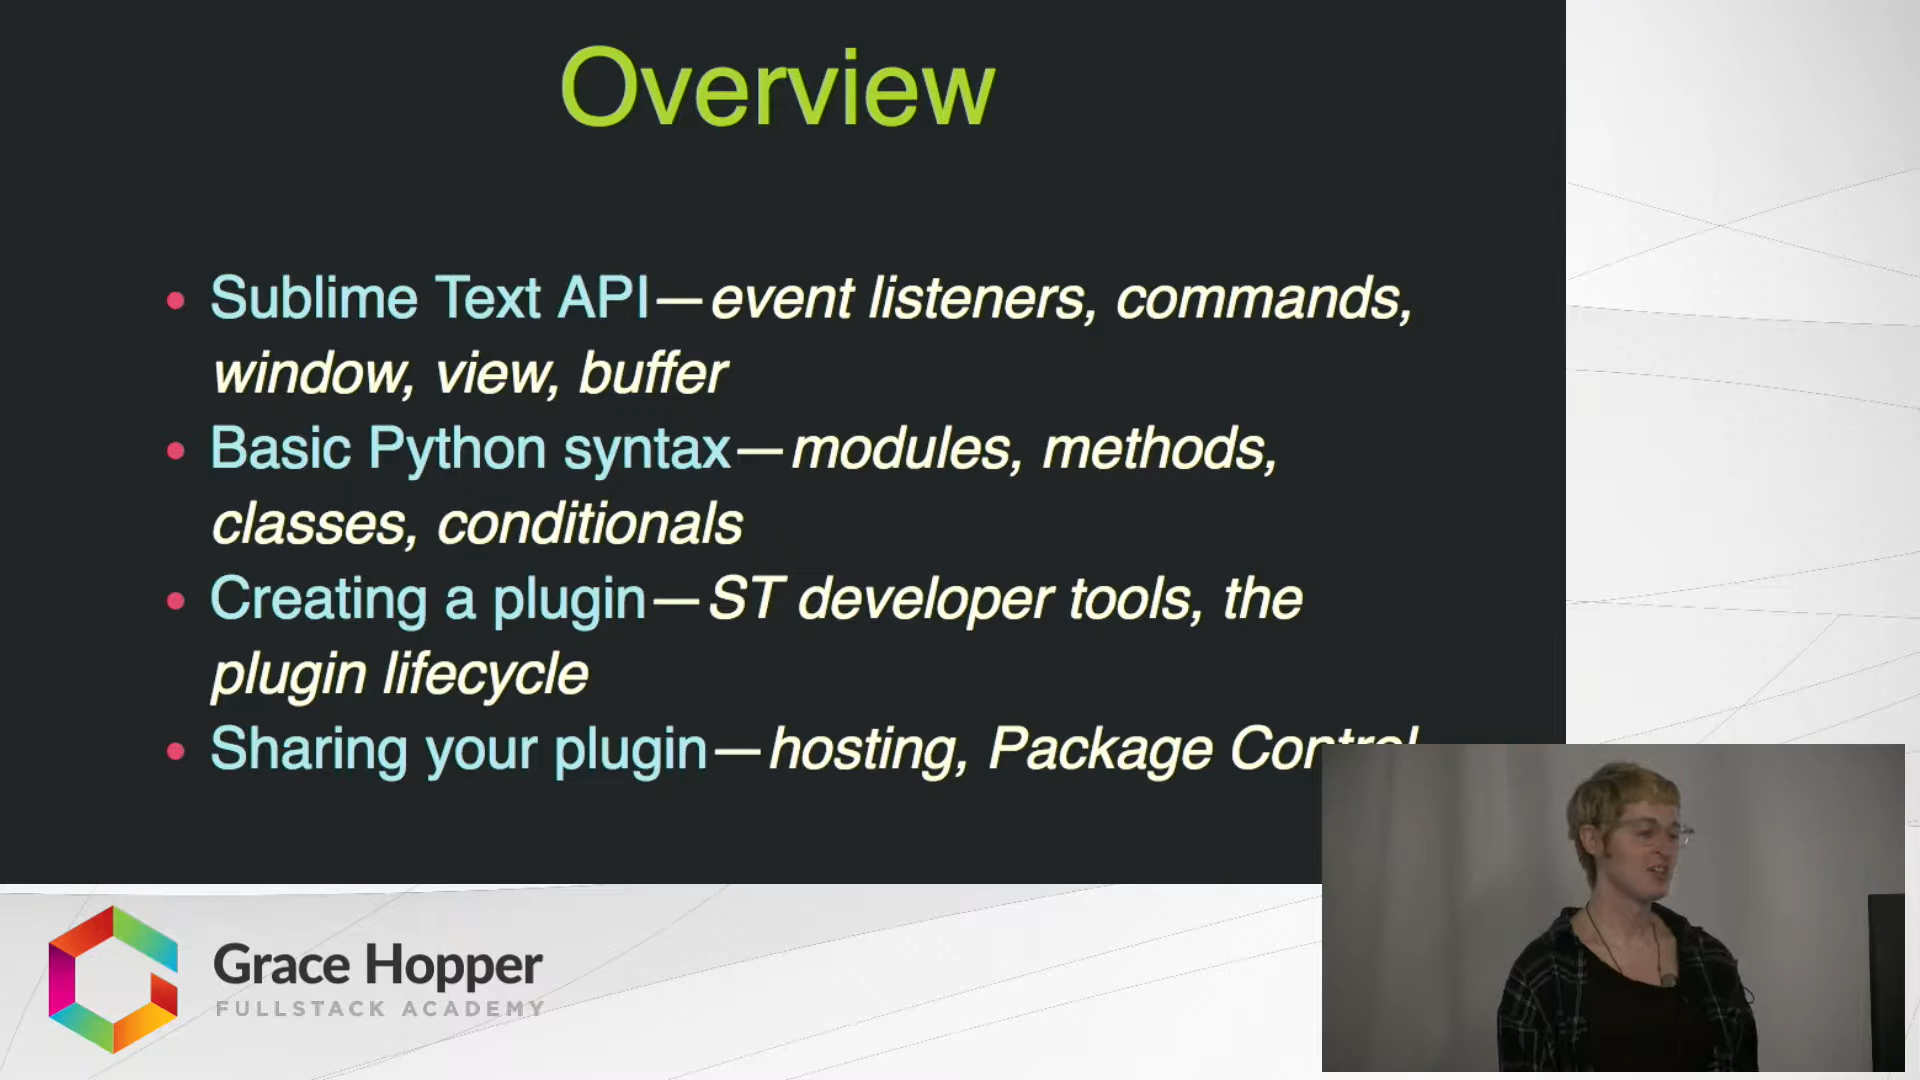 Overview
• Sublime Text API—event listeners, commands,
window, view, buffer
• Basic Python syntax—modules, methods,
classes, conditionals
• Creating a plugin—ST developer tools, the
plugin lifecycle
• Sharing your plugin—hosting, Package Control
Grace Hopper
FULLSTACK ACADEMY